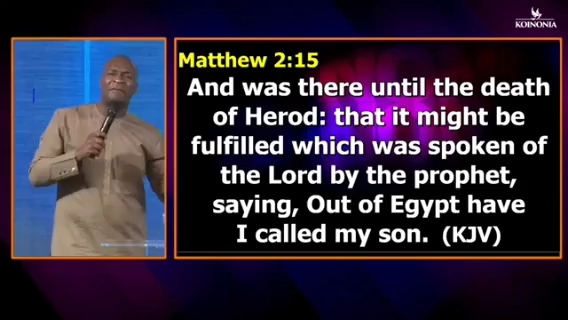 KOINONIA
Matthew 2:15
And was there until the death
of Herod: that it might be
fulfilled which was spoken of
the Lord by the prophet,
saying, Out of Egypt have
I called my son. (KJV)